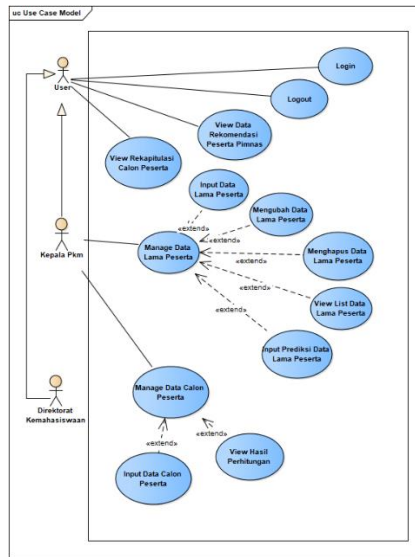 uc Use Case Model
User
Login
Logout
View Data
Rekomendasi
Peserta Pimnas
View Rekapitulasi
Calon Peserta
Input Data
Lama Peserta
«extend»
Mengubah Data
Lama Peserta
«extend»
Kepala Pkm
Manage Data
Lama Peserta
Menghapus Data
Lama Peserta
«extend»
«extend»
View List Data
Lama Peserta
«extend»
Input Prediksi Data
Lama Peserta
Direktorat
Kemahasiswaan
Manage Data Calon
Peserta
«extend»
«extend»
View Hasil
Perhitungan
Input Data Calon
Peserta